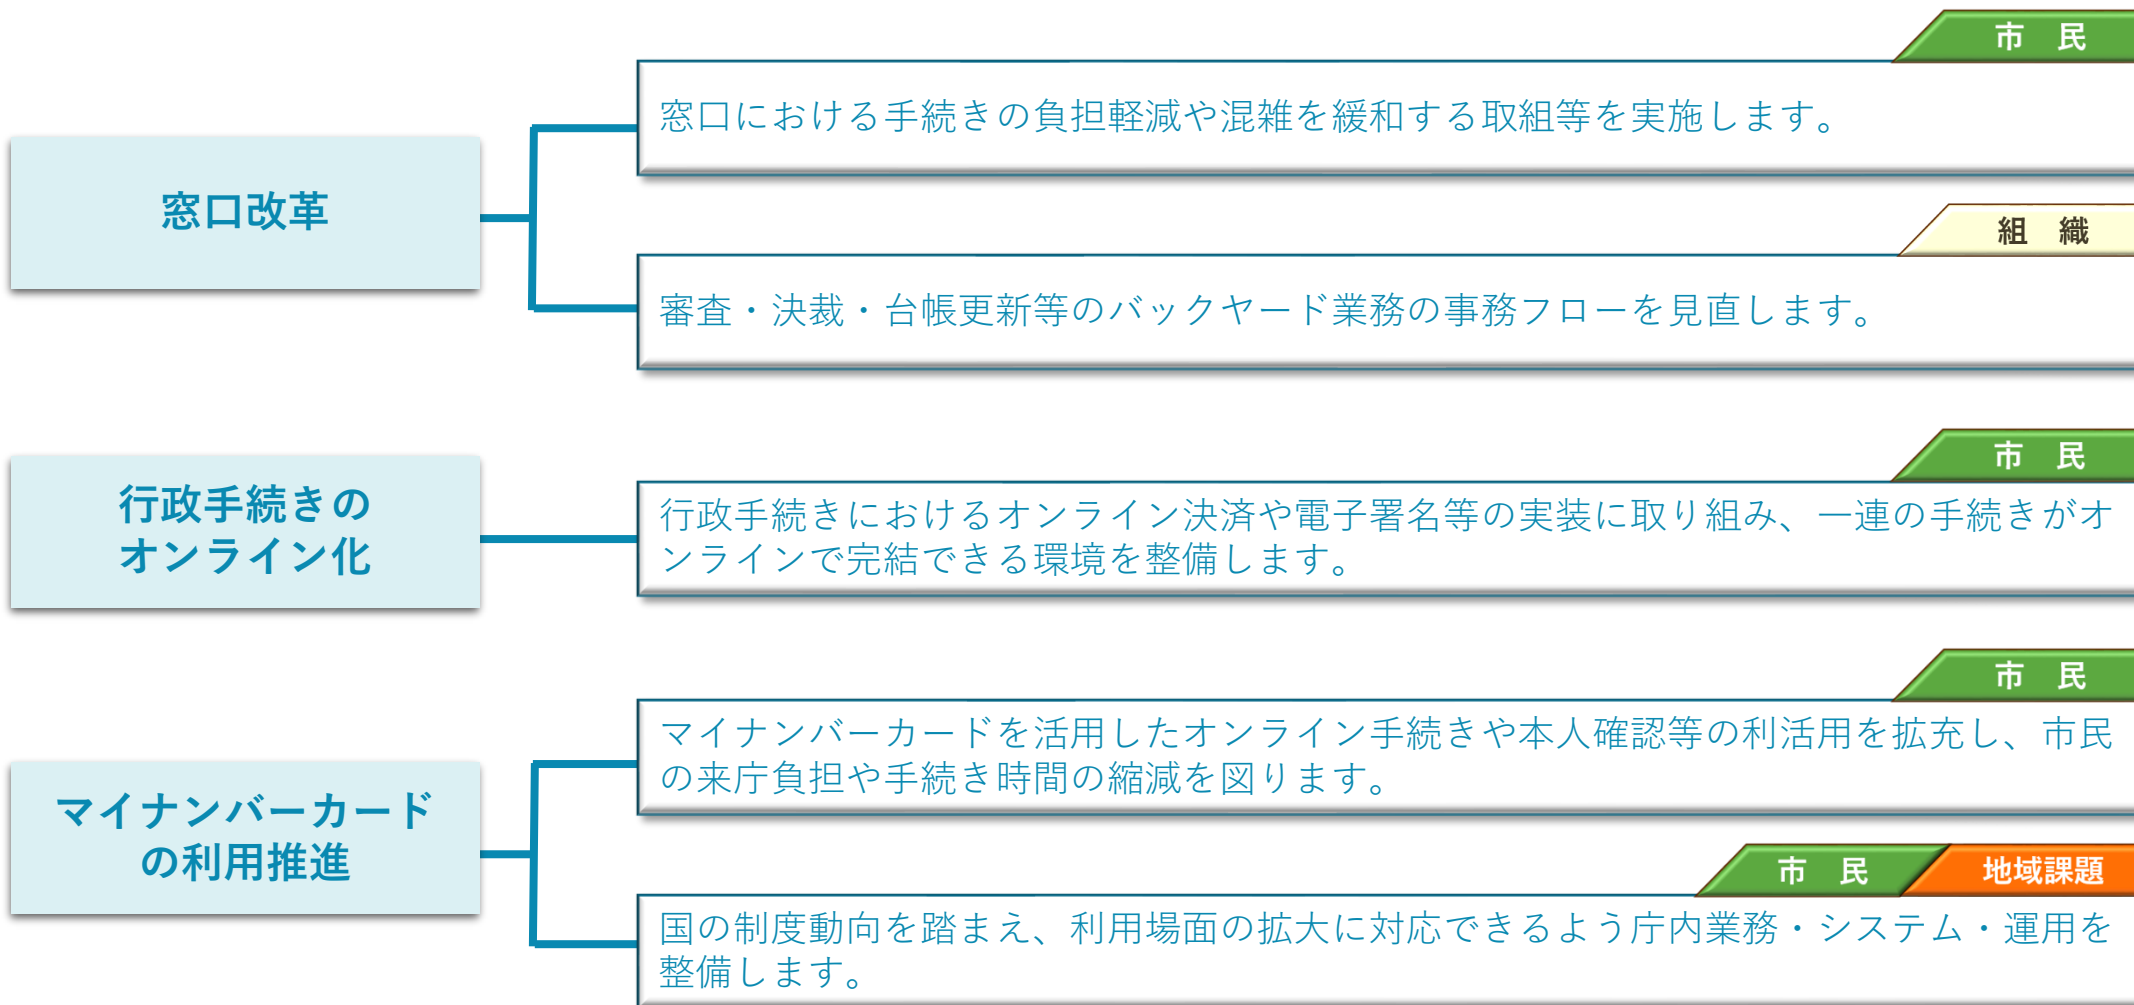 市　民
窓口における手続きの負担軽減や混雑を緩和する取組等を実施します。
窓口改革
組　織
審査・決裁・台帳更新等のバックヤード業務の事務フローを見直します。
市　民
行政手続きの
オンライン化
行政手続きにおけるオンライン決済や電子署名等の実装に取り組み、一連の手続きがオ
ンラインで完結できる環境を整備します。
市　民
マイナンバーカードを活用したオンライン手続きや本人確認等の利活用を拡充し、市民
の来庁負担や手続き時間の縮減を図ります。
マイナンバーカード
の利用推進
市　民
地域課題
国の制度動向を踏まえ、利用場面の拡大に対応できるよう庁内業務・システム・運用を
整備します。